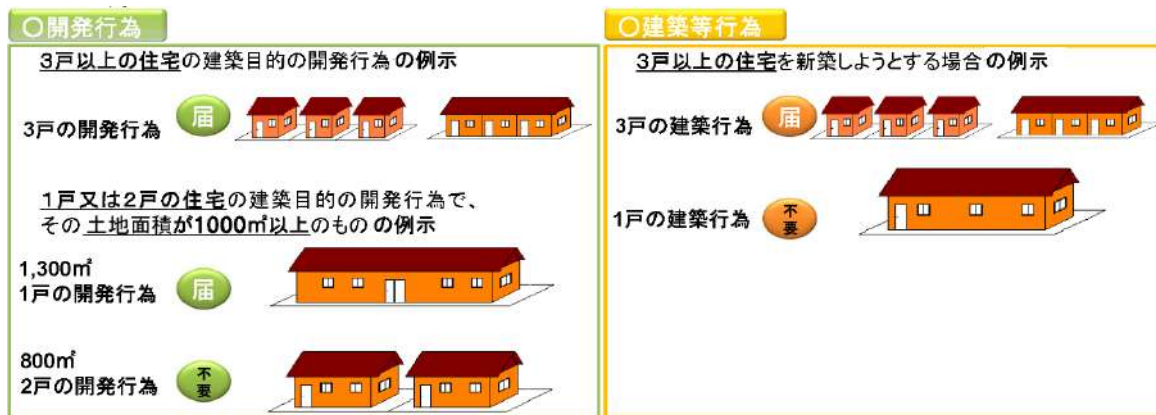 〇開発行為
3戸以上の住宅の建築目的の開発行為の例示
3戸の開発行為
届
1戸又は2戸の住宅の建築目的の開発行為で、
その土地面積が1000㎡以上のものの例示
1,300㎡
1戸の開発行為
届
800㎡
2戸の開発行為
不要
〇建築等行為
3戸以上の住宅を新築しようとする場合の例示
3戸の建築行為
届
1戸の建築行為
不要